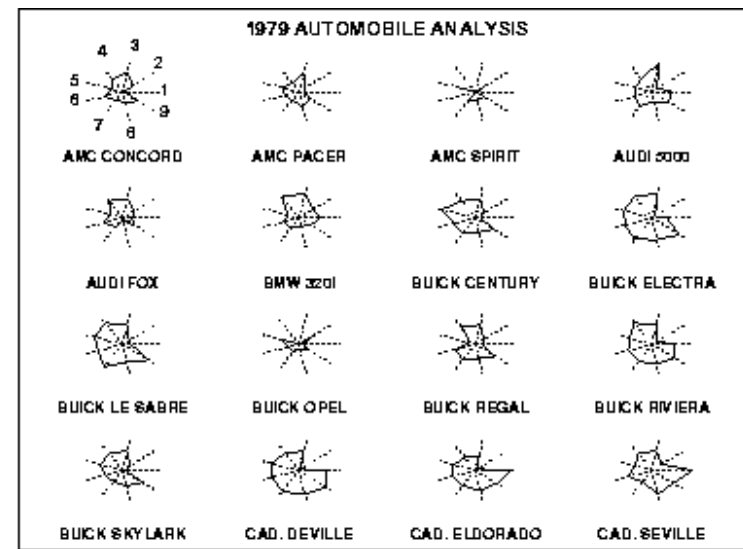 1979 AUTOMOBILE ANALYSIS
3
4
2
5
1
6
9
7
8
AMC CONCORD AMC PACER AMC SPIRIT AUDI 5000
AUDI FOX BMW 320I BUICK CENTURY BUICK ELECTRA
BUICK LE SABRE BUICK OPEL BUICK REGAL BUICK RIVIERA
BUICK SKYLARK CAD. DEVILLE CAD. ELDORADO CAD. SEVILLE